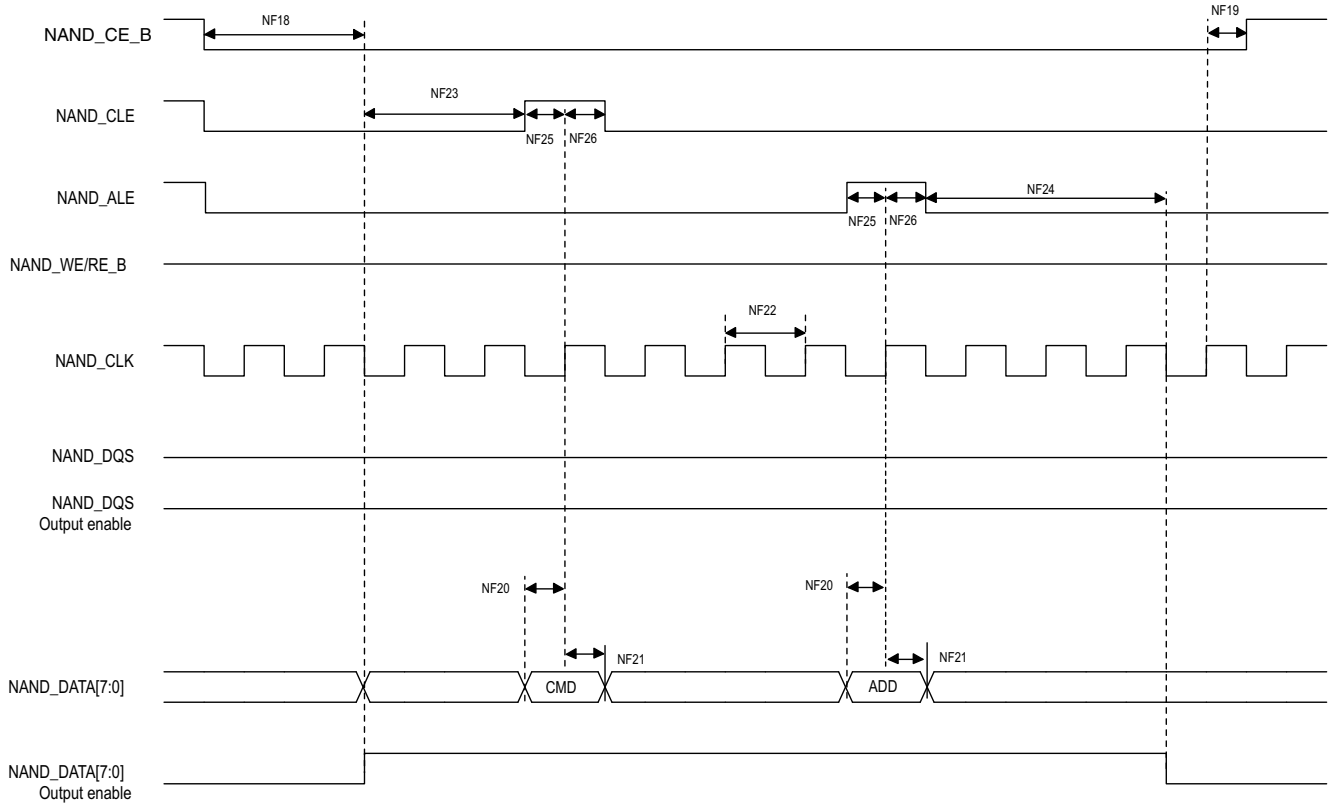 NF18
NF19
NAND_CE_B
NF23
NAND_CLE
NF25
NF26
NAND_ALE
NF24
NF25
NF26
NAND_WE/RE_B
NF22
NAND_CLK
NAND_DQS
NAND_DQS
Output enable
NF20
NF20
NF21
NF21
NAND_DATA[7:0]
CMD
ADD
NAND_DATA[7:0]
Output enable